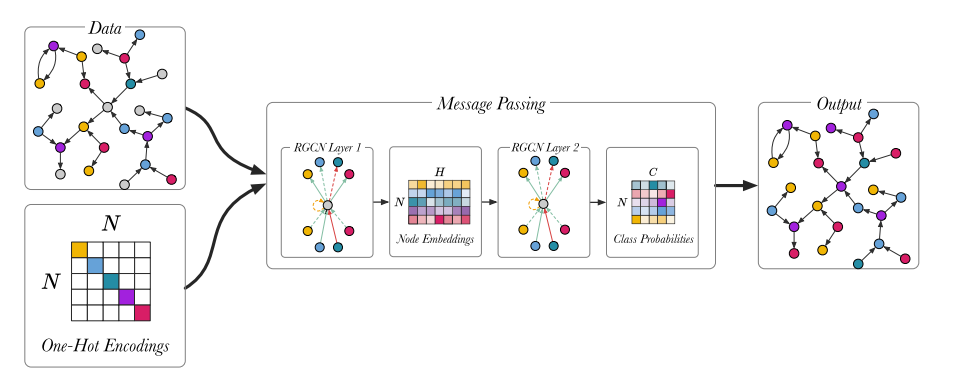 Data
N
N
One-Hot Encodings
Message Passing
RGCN Layer 1
H
N
Node Embeddings
RGCN Layer 2
C
N
Class Probabilities
Output